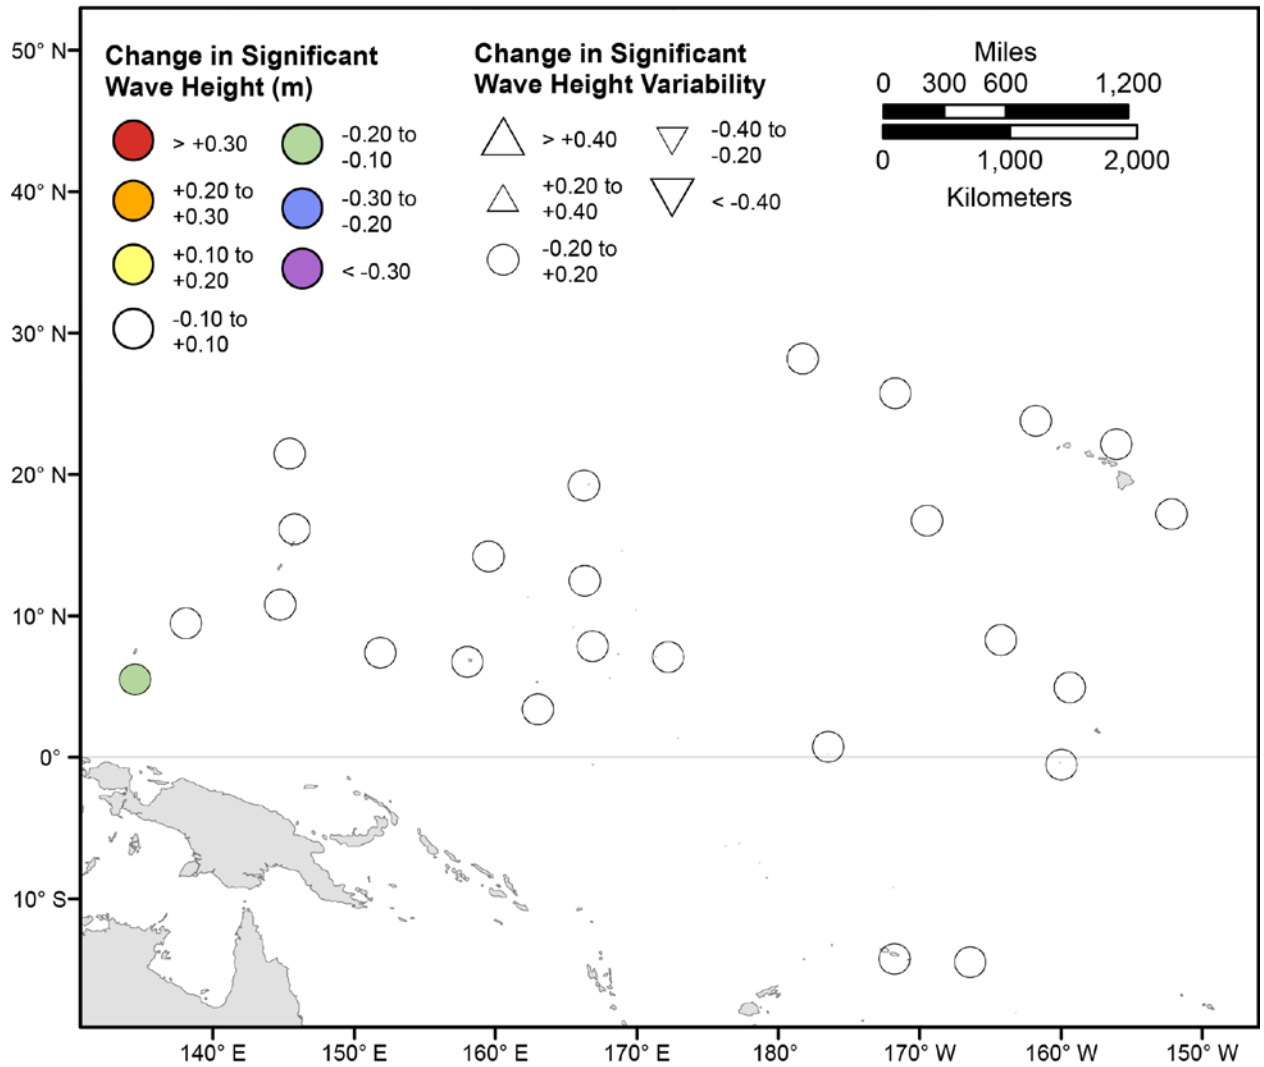 Change in Significant
Wave Height (m)
> +0.30
+0.20 to
+0.30
+0.10 to
+0.20
-0.10 to
+0.10
-0.20 to
-0.10
-0.30 to
-0.20
< -0.30
Change in Significant
Wave Height Variability
> +0.40
+0.20 to
+0.40
-0.20 to
+0.20
-0.40 to
-0.20
< -0.40
Miles
0 300 600 1,200
0 1,000 2,000
Kilometers
50° N
40° N
30° N
20° N
10° N
0°
10° S
140° E 150° E 160° E 170° E 180° 170° W 160° W 150° W